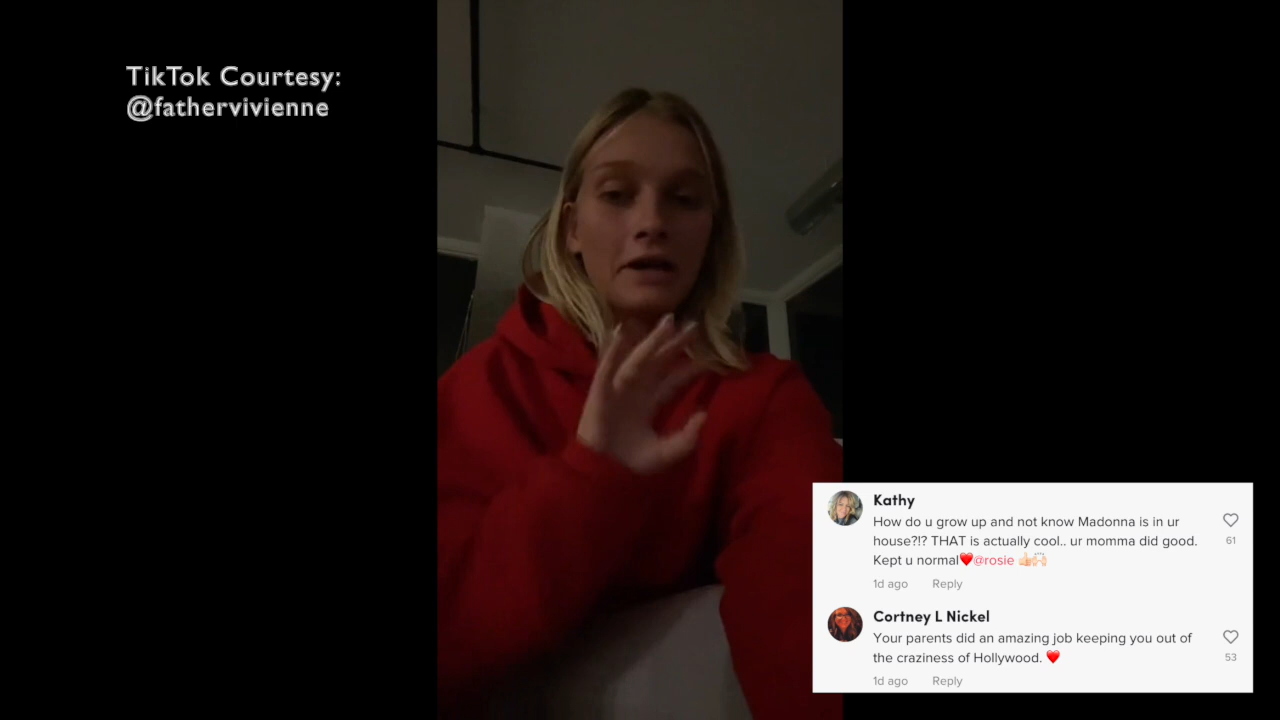 TikTok Courtesy:
@fathervivienne
Kathy
How do u grow up and not know Madonna is in ur
house?!? THAT is actually cool.. ur momma did good.
Kept u normal❤️@rosie 👍🏻🙌🏻
61
1d ago Reply
Cortney L Nickel
Your parents did an amazing job keeping you out of
the craziness of Hollywood. ❤️
53
1d ago Reply